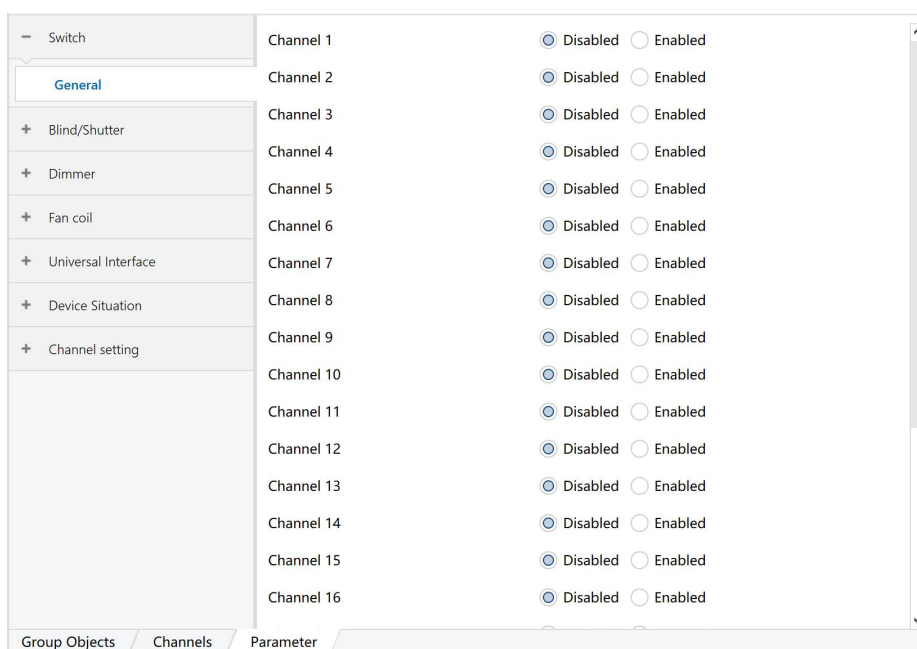 Switch
General
Blind/Shutter
Dimmer
Fan coil
Universal Interface
Device Situation
Channel setting
Channel 1 Disabled Enabled
Channel 2 Disabled Enabled
Channel 3 Disabled Enabled
Channel 4 Disabled Enabled
Channel 5 Disabled Enabled
Channel 6 Disabled Enabled
Channel 7 Disabled Enabled
Channel 8 Disabled Enabled
Channel 9 Disabled Enabled
Channel 10 Disabled Enabled
Channel 11 Disabled Enabled
Channel 12 Disabled Enabled
Channel 13 Disabled Enabled
Channel 14 Disabled Enabled
Channel 15 Disabled Enabled
Channel 16 Disabled Enabled
Group Objects Channels Parameter